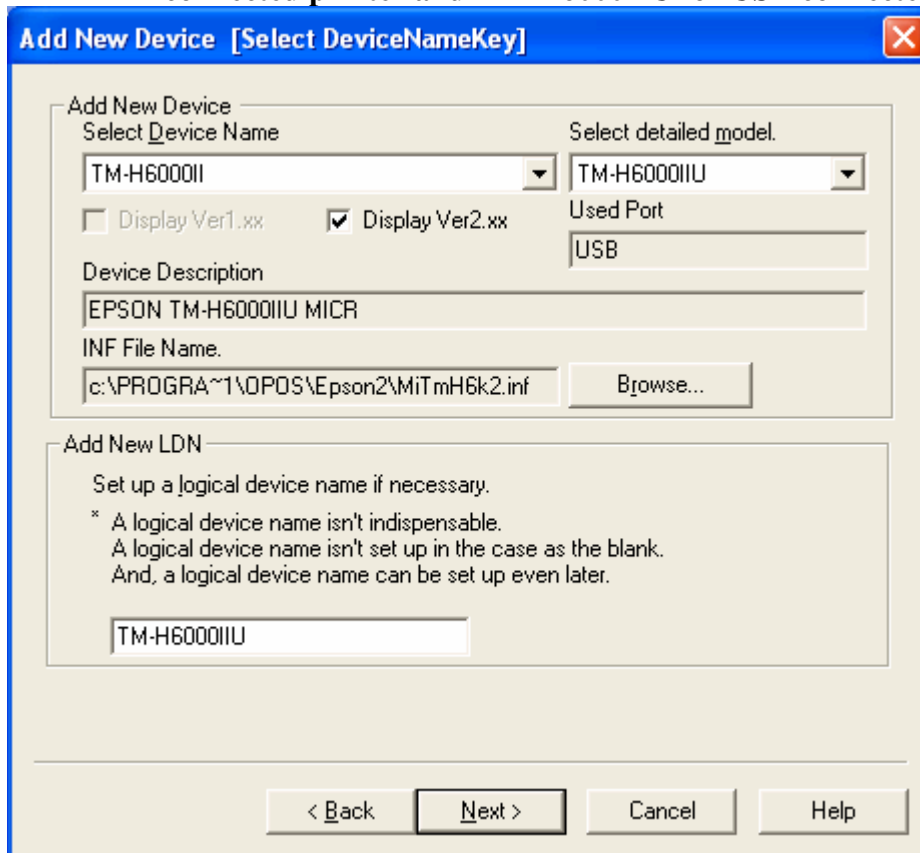 Add New Device [Select DeviceNameKey]
Add New Device
Select Device Name
Select detailed model.
TM-H6000II
TM-H6000IIU
Display Ver1.xx
Display Ver2.xx
Used Port
USB
Device Description
EPSON TM-H6000IIU MICR
INF File Name.
c:\PROGRA~1\OPOS\Epson2\MiTmH6k2.inf
Browse...
Add New LDN
Set up a logical device name if necessary.
* A logical device name isn't indispensable.
A logical device name isn't set up in the case as the blank.
And, a logical device name can be set up even later.
TM-H6000IIU
< Back
Next >
Cancel
Help